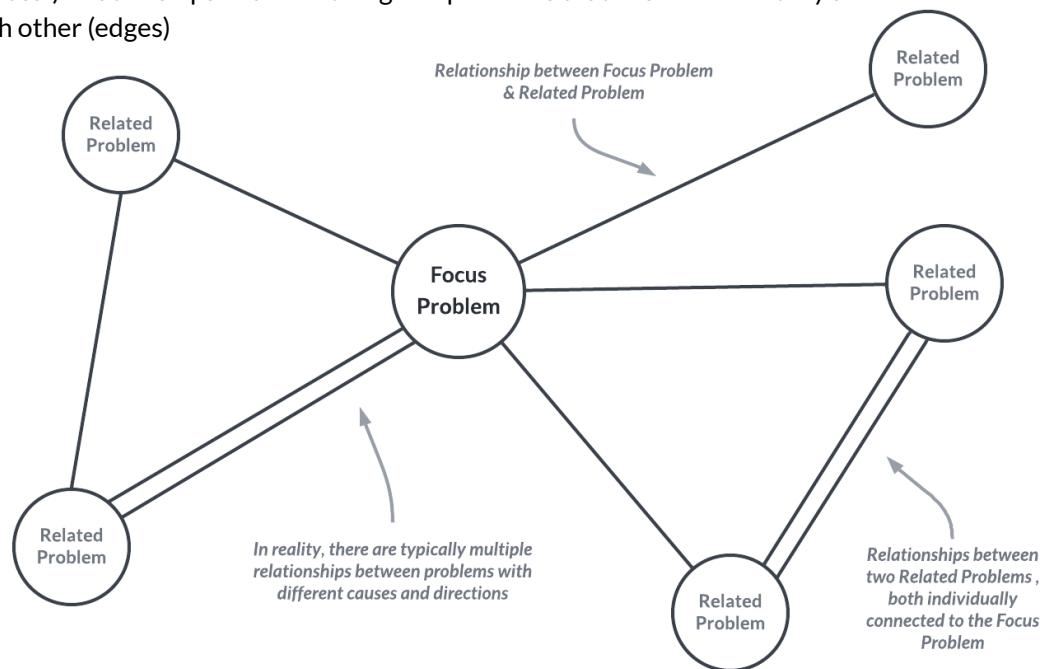 h other (edges)
Relationship between Focus Problem
& Related Problem
Related
Problem
Related
Problem
Focus
Problem
Related
Problem
Related
Problem
In reality, there are typically multiple
relationships between problems with
different causes and directions
Related
Problem
Relationships between
two Related Problems ,
both individually
connected to the Focus
Problem